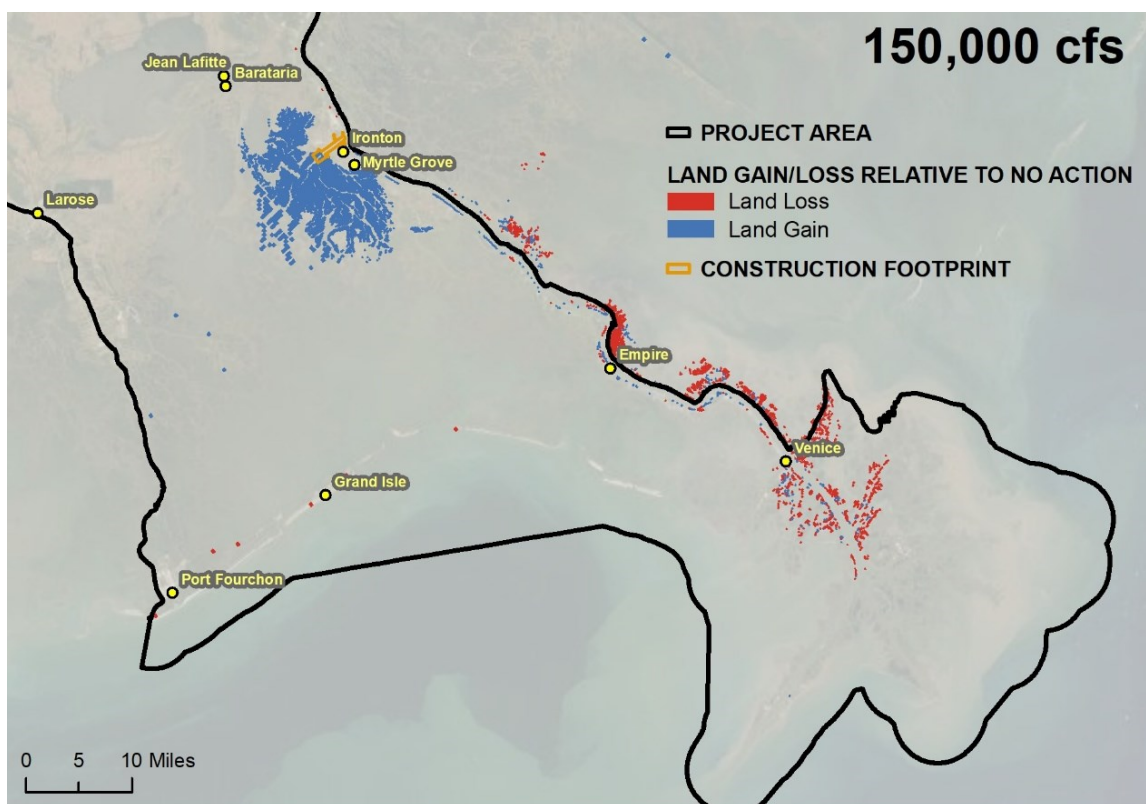 150,000 cfs
Jean Lafitte
Barataria
Ironton
Myrtle Grove
Larose
PROJECT AREA
LAND GAIN/LOSS RELATIVE TO NO ACTION
Land Loss
Land Gain
CONSTRUCTION FOOTPRINT
Empire
Venice
Grand Isle
Port Fourchon
0 5 10 Miles